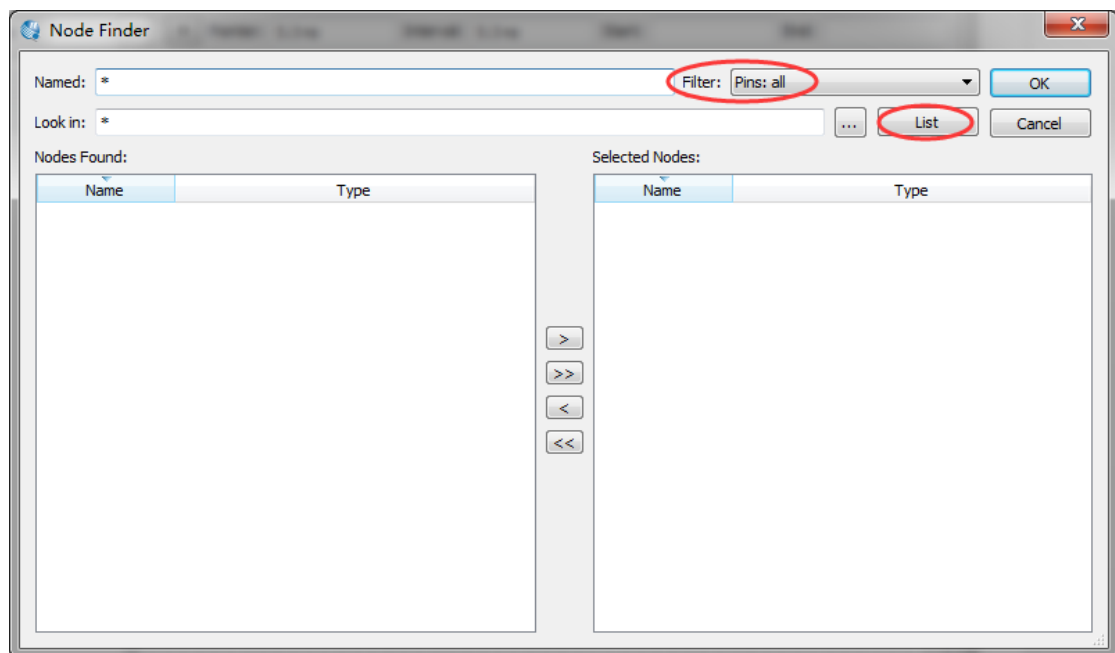 Node Finder
Named: * Filter: Pins: all OK
Look in: * ... List Cancel
Nodes Found: Selected Nodes:
Name Type Name Type
>
>>
<
<<